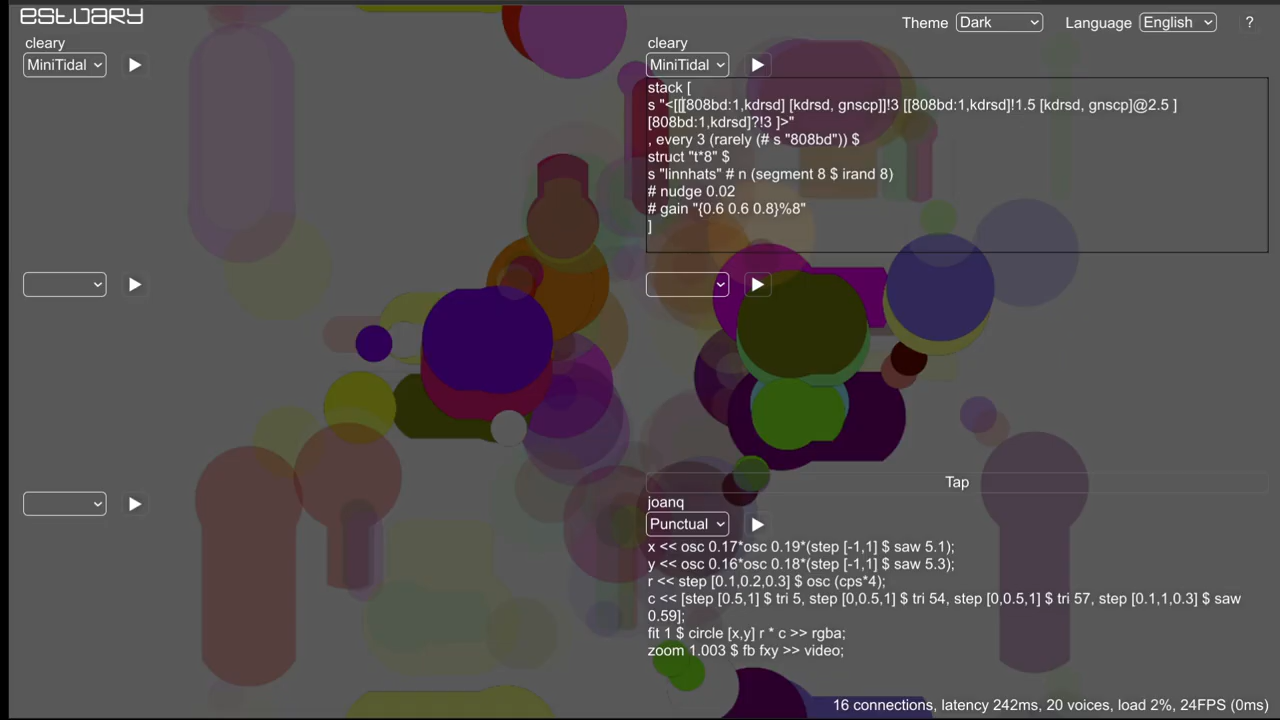 estuary
Theme Dark Language English ?
cleary
MiniTidal
cleary
MiniTidal
stack [
s "<[[[808bd:1,kdrsd] [kdrsd, gnscp]]!3 [[808bd:1,kdrsd]!1.5 [kdrsd, gnscp]@2.5 ]
[808bd:1,kdrsd]?!3 ]>"
, every 3 (rarely (# s "808bd")) $
struct "t*8" $
s "linnhats" # n (segment 8 $ irand 8)
# nudge 0.02
# gain "{0.6 0.6 0.8}%8"
]
Tap
joanq
Punctual
x << osc 0.17*osc 0.19*(step [-1,1] $ saw 5.1);
y << osc 0.16*osc 0.18*(step [-1,1] $ saw 5.3);
r << step [0.1,0.2,0.3] $ osc (cps*4);
c << [step [0.5,1] $ tri 5, step [0,0.5,1] $ tri 54, step [0,0.5,1] $ tri 57, step [0.1,1,0.3] $ saw
0.59];
fit 1 $ circle [x,y] r * c >> rgba;
zoom 1.003 $ fb fxy >> video;
16 connections, latency 242ms, 20 voices, load 2%, 24FPS (0ms)